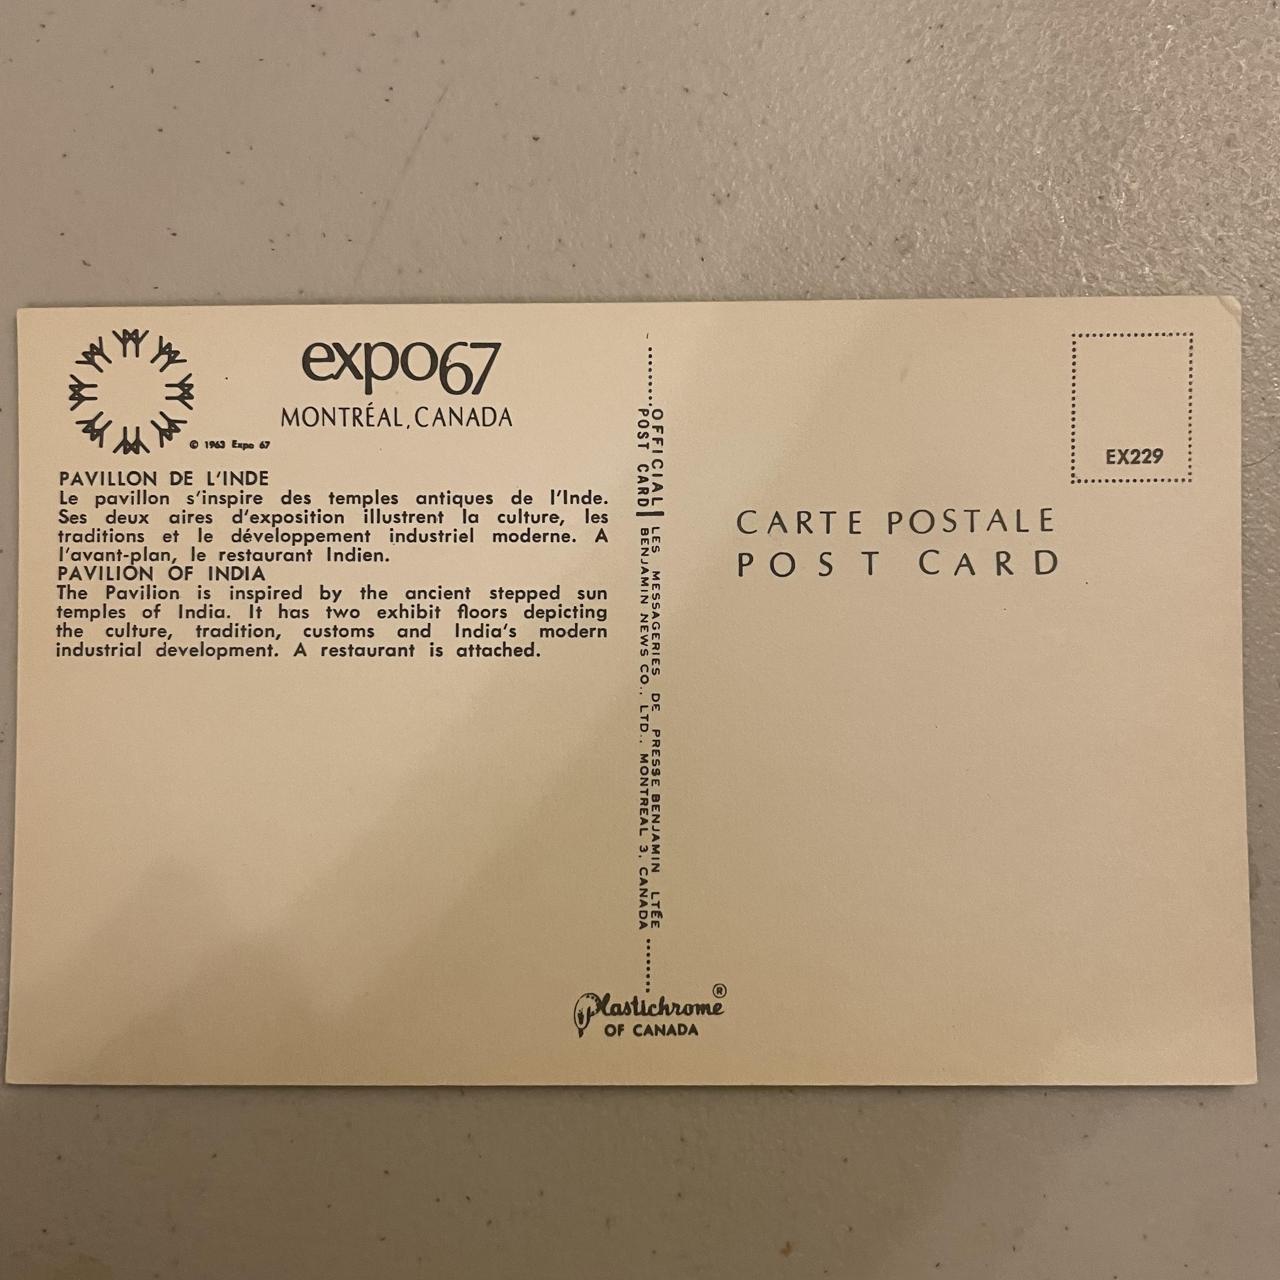 expo67
MONTRÉAL, CANADA
© 1963 Expo 67
PAVILLON DE L'INDE
Le pavillon s'inspire des temples antiques de l'Inde.
Ses deux aires d'exposition illustrent la culture, les
traditions et le développement industriel moderne. A
l'avant-plan, le restaurant Indien.
PAVILION OF INDIA
The Pavilion is inspired by the ancient stepped sun
temples of India. It has two exhibit floors depicting
the culture, tradition, customs and India's modern
industrial development. A restaurant is attached.
OFFICIAL
POST CARD
LES MESSAGERIES DE PRESSE BENJAMIN LTÉE
BENJAMIN NEWS CO., LTD., MONTREAL 3, CANADA
Plastichrome®
OF CANADA
EX229
CARTE POSTALE
POST CARD